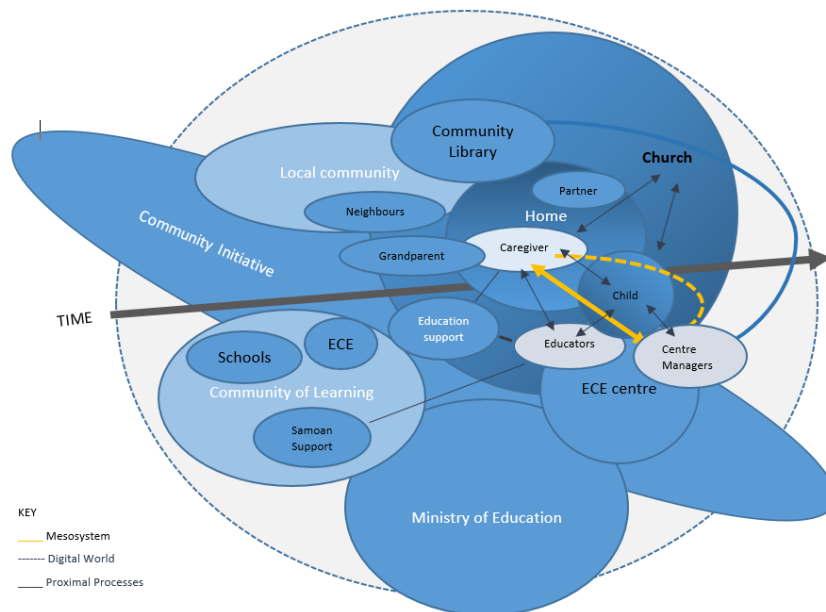 Community
Library
Church
Local community
Partner
Neighbours
Home
Community Initiative
Caregiver
Grandparent
Child
TIME
Education
support
Schools
ECE
Educators
Centre
Managers
Community of Learning
ECE centre
Samoan
Support
Ministry of Education
KEY
Mesosystem
Digital World
Proximal Processes